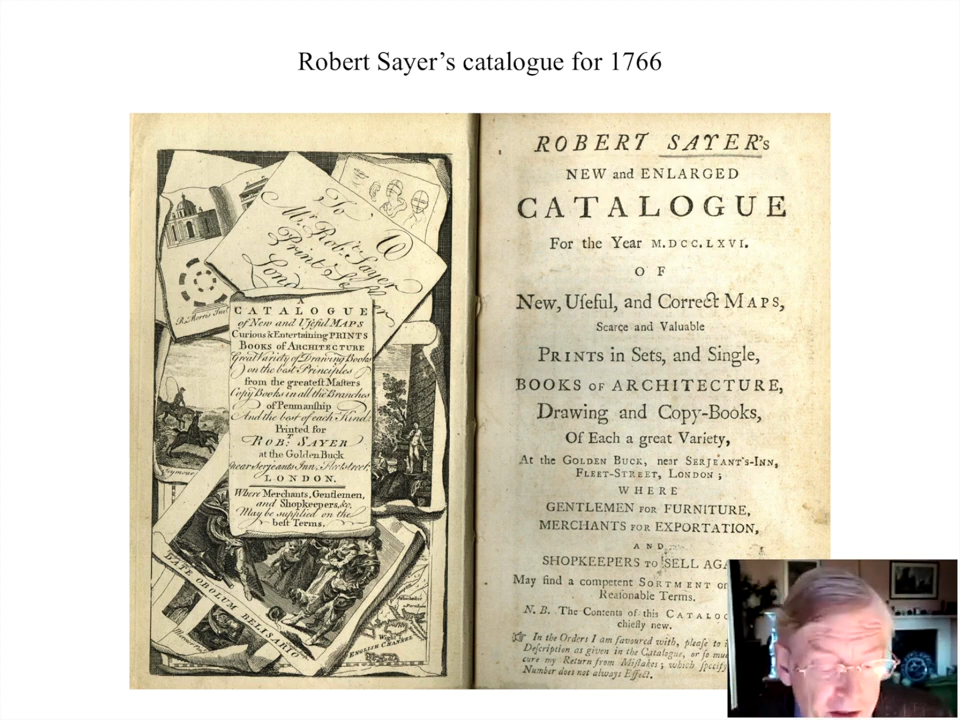 Robert Sayer’s catalogue for 1766
To
Mr. Robt. Sayer
Print Seller
London
R. Morris Inv.
A
CATALOGUE
of New and Useful MAPS
Curious & Entertaining PRINTS
BOOKS of ARCHITECTURE
Great Variety of Drawing Books
on the best Principles
from the greatest Masters
Copy Books in all the Branches
of Penmanship
And the best of each Kind.
Printed for
ROBT. SAYER
at the Golden Buck
near Serjeants Inn, Fleetstreet,
LONDON.
Where Merchants, Gentlemen,
and Shopkeepers, &c.
May be supplied on the
best Terms.
Seymour
DATE OBOLUM BELISARIO
ENGLISH CHANNEL
ROBERT SAYER's
NEW and ENLARGED
CATALOGUE
For the Year M.DCC.LXVI.
OF
New, Uſeful, and Correct MAPS,
Scarce and Valuable
PRINTS in Sets, and Single,
BOOKS OF ARCHITECTURE,
Drawing and Copy-Books,
Of Each a great Variety,
At the GOLDEN BUCK, near SERJEANT'S-INN,
FLEET-STREET, LONDON;
WHERE
GENTLEMEN FOR FURNITURE,
MERCHANTS FOR EXPORTATION,
AND
SHOPKEEPERS TO SELL AGA
May find a competent SORTMENT on
Reaſonable Terms.
N. B. The Contents of this CATALOG
chiefly new.
In the Orders I am favoured with, pleaſe to
Deſcription as given in the Catalogue, or ſo mu
cure my Return from Miſtakes; which ſpecify
Number does not always Effect.